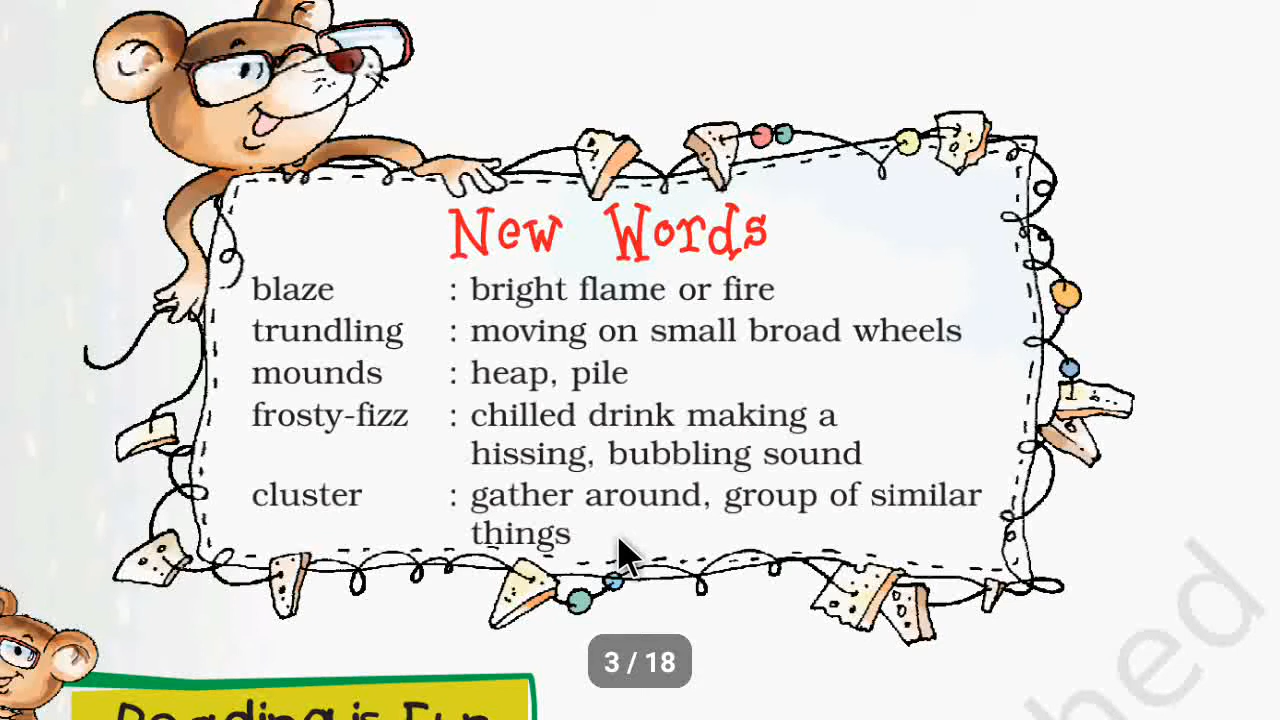 New Words
blaze : bright flame or fire
trundling : moving on small broad wheels
mounds : heap, pile
frosty-fizz : chilled drink making a
hissing, bubbling sound
cluster : gather around, group of similar
things
3 / 18
Reading is Fun